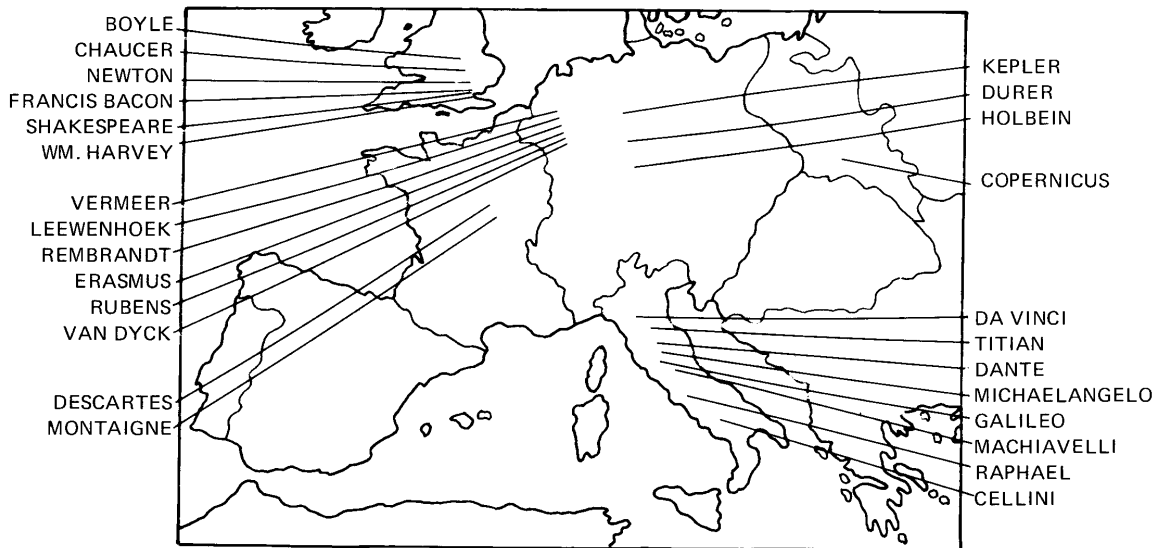 BOYLE
CHAUCER
NEWTON
FRANCIS BACON
SHAKESPEARE
WM. HARVEY
VERMEER
LEEWENHOEK
REMBRANDT
ERASMUS
RUBENS
VAN DYCK
DESCARTES
MONTAIGNE
KEPLER
DURER
HOLBEIN
COPERNICUS
DA VINCI
TITIAN
DANTE
MICHAELANGELO
GALILEO
MACHIAVELLI
RAPHAEL
CELLINI